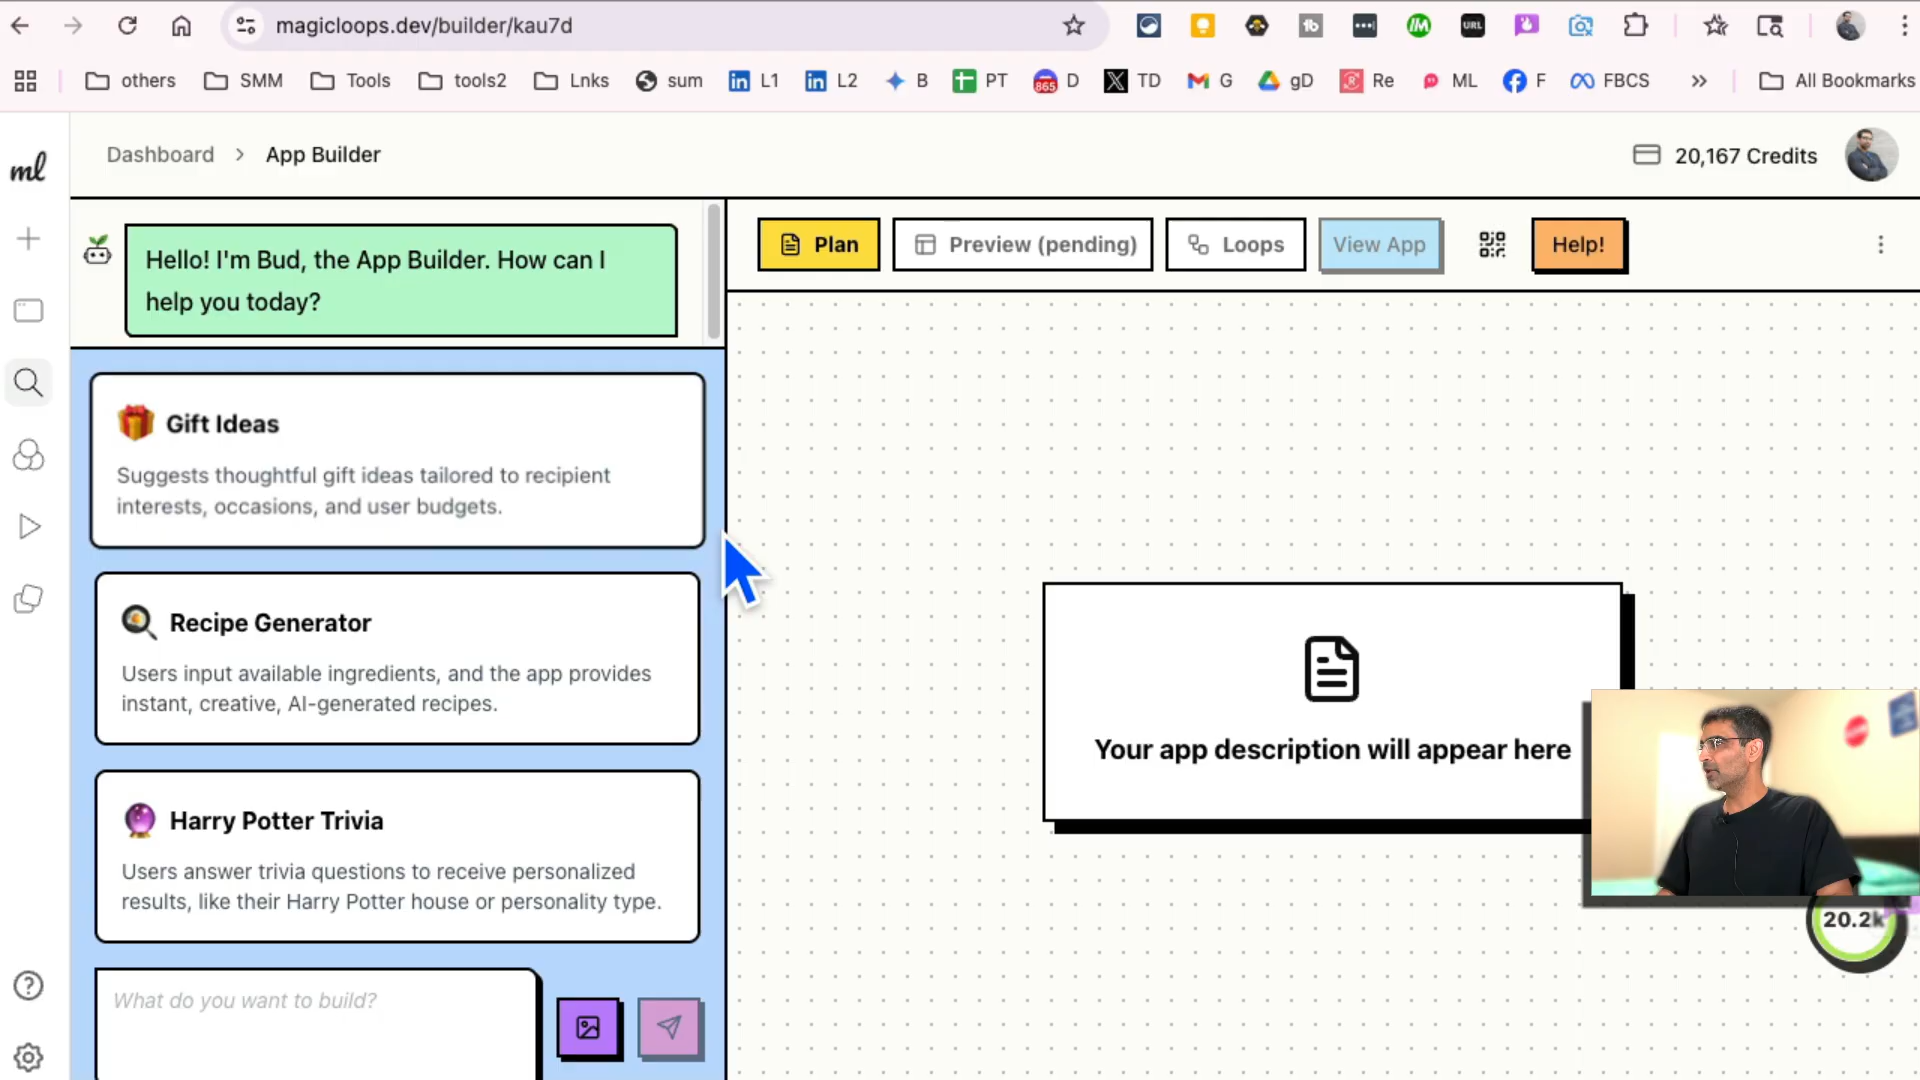 magicloops.dev/builder/kau7d
tb
URL
others
SMM
Tools
tools2
Lnks
sum
in L1
in L2
B
PT
865 D
X TD
G
gD
Re
ML
F
FBCS
All Bookmarks
ml
Dashboard > App Builder
20,167 Credits
Hello! I'm Bud, the App Builder. How can I
help you today?
Plan
Preview (pending)
Loops
View App
Help!
Gift Ideas
Suggests thoughtful gift ideas tailored to recipient
interests, occasions, and user budgets.
Recipe Generator
Users input available ingredients, and the app provides
instant, creative, AI-generated recipes.
Harry Potter Trivia
Users answer trivia questions to receive personalized
results, like their Harry Potter house or personality type.
What do you want to build?
Your app description will appear here
20.2k